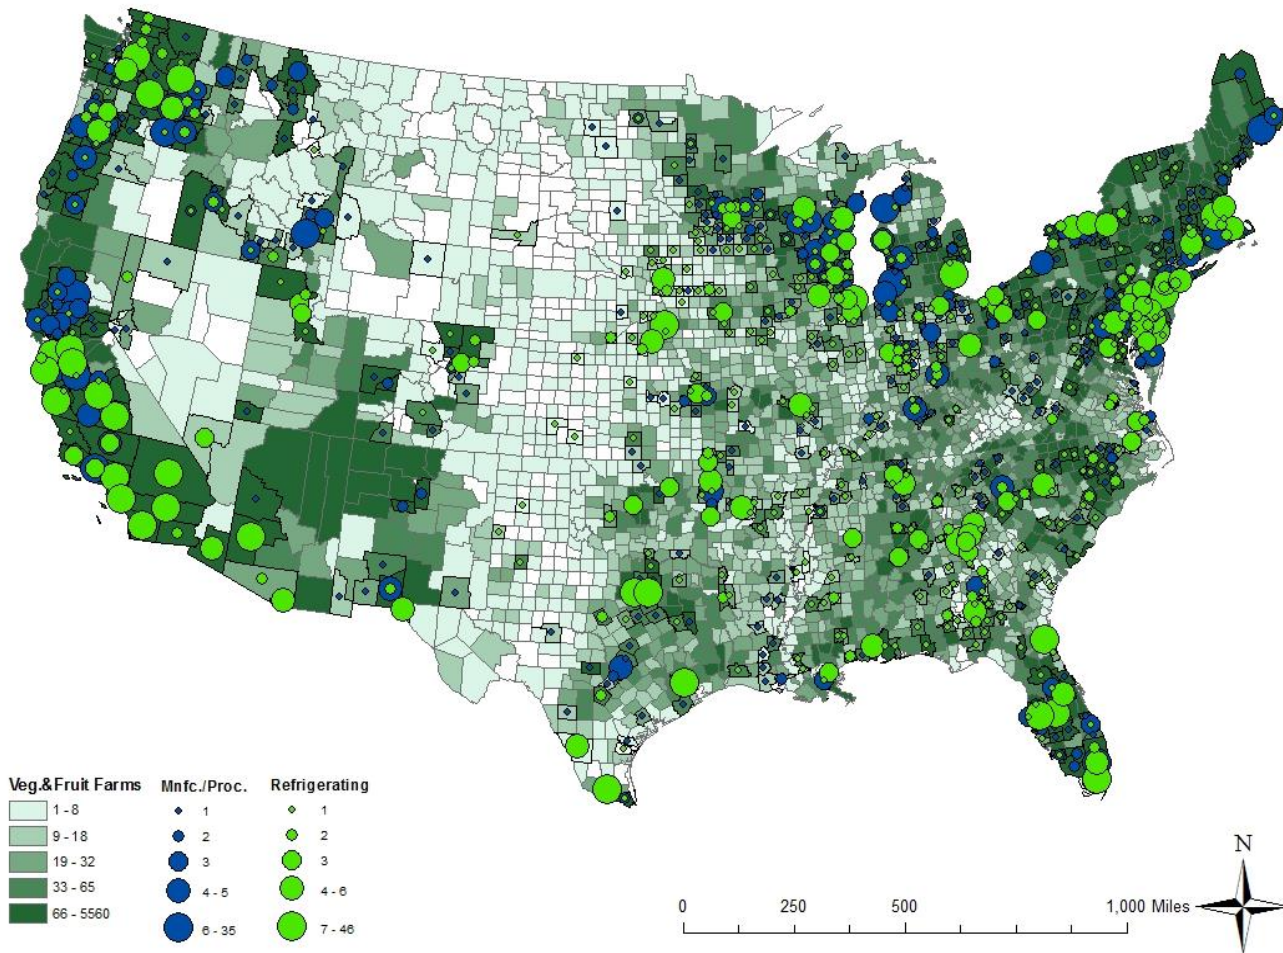 Veg.&Fruit Farms
1 - 8
9 - 18
19 - 32
33 - 65
66 - 5560
Mnfc./Proc.
1
2
3
4 - 5
6 - 35
Refrigerating
1
2
3
4 - 6
7 - 46
0 250 500 1,000 Miles
N